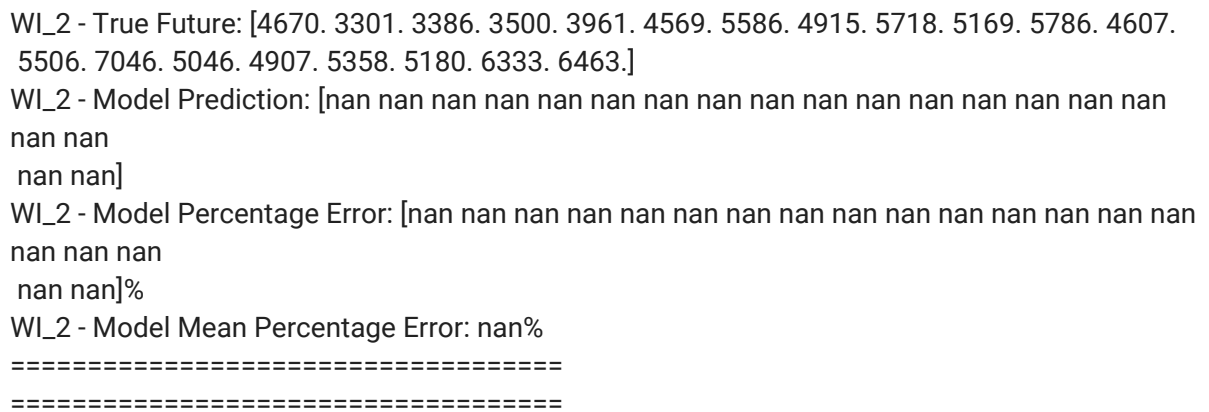 WI_2 - True Future: [4670. 3301. 3386. 3500. 3961. 4569. 5586. 4915. 5718. 5169. 5786. 4607.
5506. 7046. 5046. 4907. 5358. 5180. 6333. 6463.]
WI_2 - Model Prediction: [nan nan nan nan nan nan nan nan nan nan nan nan nan nan nan nan
nan nan
nan nan]
WI_2 - Model Percentage Error: [nan nan nan nan nan nan nan nan nan nan nan nan nan nan nan
nan nan nan
nan nan]%
WI_2 - Model Mean Percentage Error: nan%
====================================
====================================